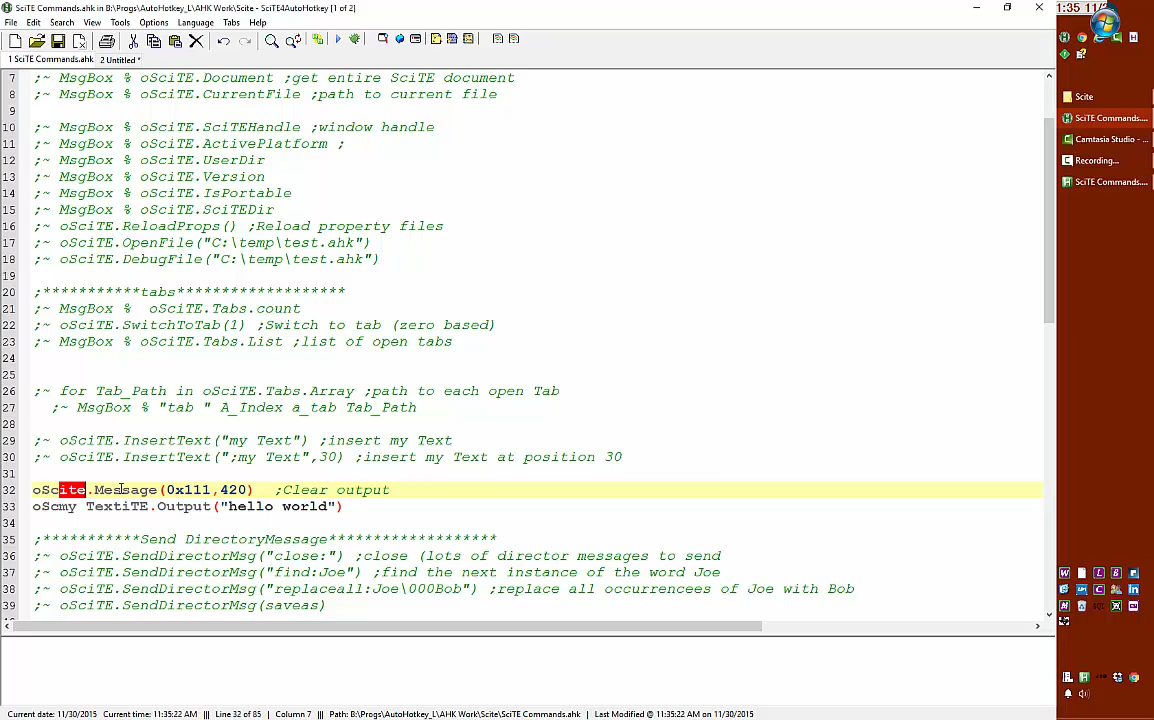 SciTE Commands.ahk in B:\Progs\AutoHotkey_L\AHK Work\Scite - SciTE4AutoHotkey [1 of 2]
1:35 11/
File Edit Search View Tools Options Language Tabs Help
1 SciTE Commands.ahk 2 Untitled *
7 ;~ MsgBox % oSciTE.Document ;get entire SciTE document
8 ;~ MsgBox % oSciTE.CurrentFile ;path to current file
9
10 ;~ MsgBox % oSciTE.SciTEHandle ;window handle
11 ;~ MsgBox % oSciTE.ActivePlatform ;
12 ;~ MsgBox % oSciTE.UserDir
13 ;~ MsgBox % oSciTE.Version
14 ;~ MsgBox % oSciTE.IsPortable
15 ;~ MsgBox % oSciTE.SciTEDir
16 ;~ oSciTE.ReloadProps() ;Reload property files
17 ;~ oSciTE.OpenFile("C:\temp\test.ahk")
18 ;~ oSciTE.DebugFile("C:\temp\test.ahk")
19
20 ;***********tabs*******************
21 ;~ MsgBox %  oSciTE.Tabs.count
22 ;~ oSciTE.SwitchToTab(1) ;Switch to tab (zero based)
23 ;~ MsgBox % oSciTE.Tabs.List ;list of open tabs
24
25
26 ;~ for Tab_Path in oSciTE.Tabs.Array ;path to each open Tab
27 ;~ MsgBox % "tab " A_Index a_tab Tab_Path
28
29 ;~ oSciTE.InsertText("my Text") ;insert my Text
30 ;~ oSciTE.InsertText(";my Text",30) ;insert my Text at position 30
31
32 oScite.Message(0x111,420) ;Clear output
33 oScmy TextiTE.Output("hello world")
34
35 ;***********Send DirectoryMessage*******************
36 ;~ oSciTE.SendDirectorMsg("close:") ;close (lots of director messages to send
37 ;~ oSciTE.SendDirectorMsg("find:Joe") ;find the next instance of the word Joe
38 ;~ oSciTE.SendDirectorMsg("replaceall:Joe\000Bob") ;replace all occurrencees of Joe with Bob
39 ;~ oSciTE.SendDirectorMsg(saveas)
Scite
SciTE Commands....
Camtasia Studio - ...
Recording...
SciTE Commands....
Current date: 11/30/2015 Current time: 11:35:22 AM ||| Line 32 of 85 ||| Column 7 ||| Path: B:\Progs\AutoHotkey_L\AHK Work\Scite\SciTE Commands.ahk ||| Last Modified @ 11:35:22 AM on 11/30/2015